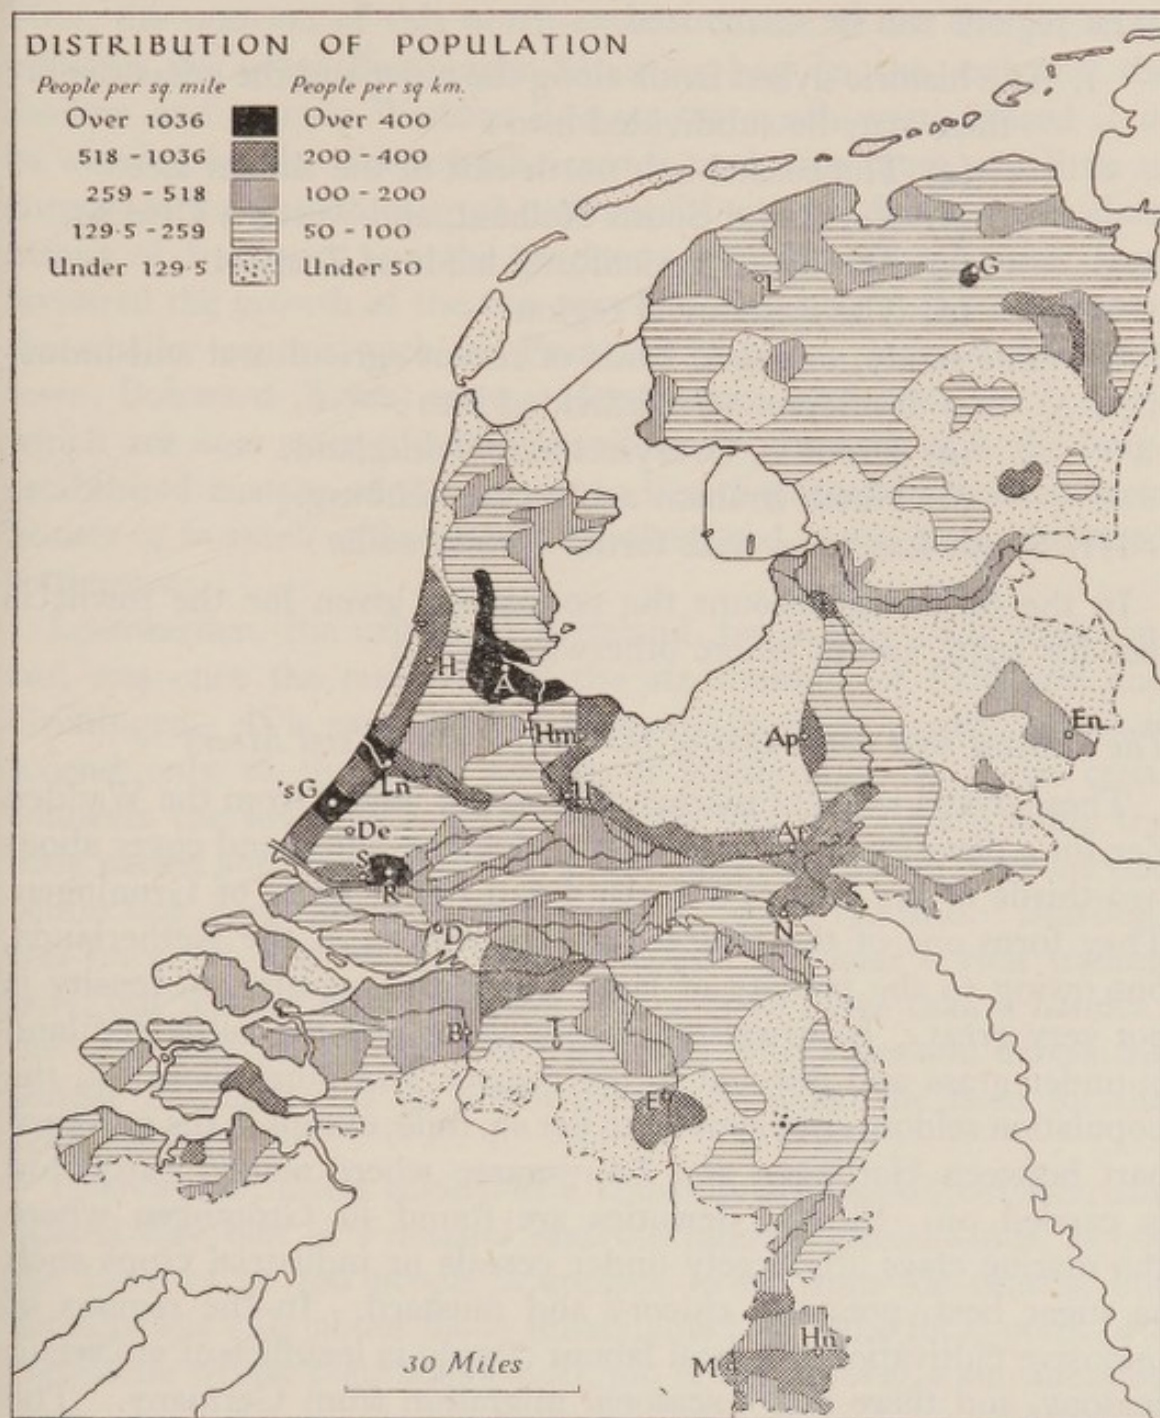 DISTRIBUTION OF POPULATION
People per sq. mile People per sq km.
Over 1036 Over 400
518 - 1036 200 - 400
259 - 518 100 - 200
129·5 - 259 50 - 100
Under 129·5 Under 50
G
L
H
A
Hm
En
Ap
Ln
U
'sG
De
Ar
S
R
D
N
Br
T
E
Hn
M
30 Miles